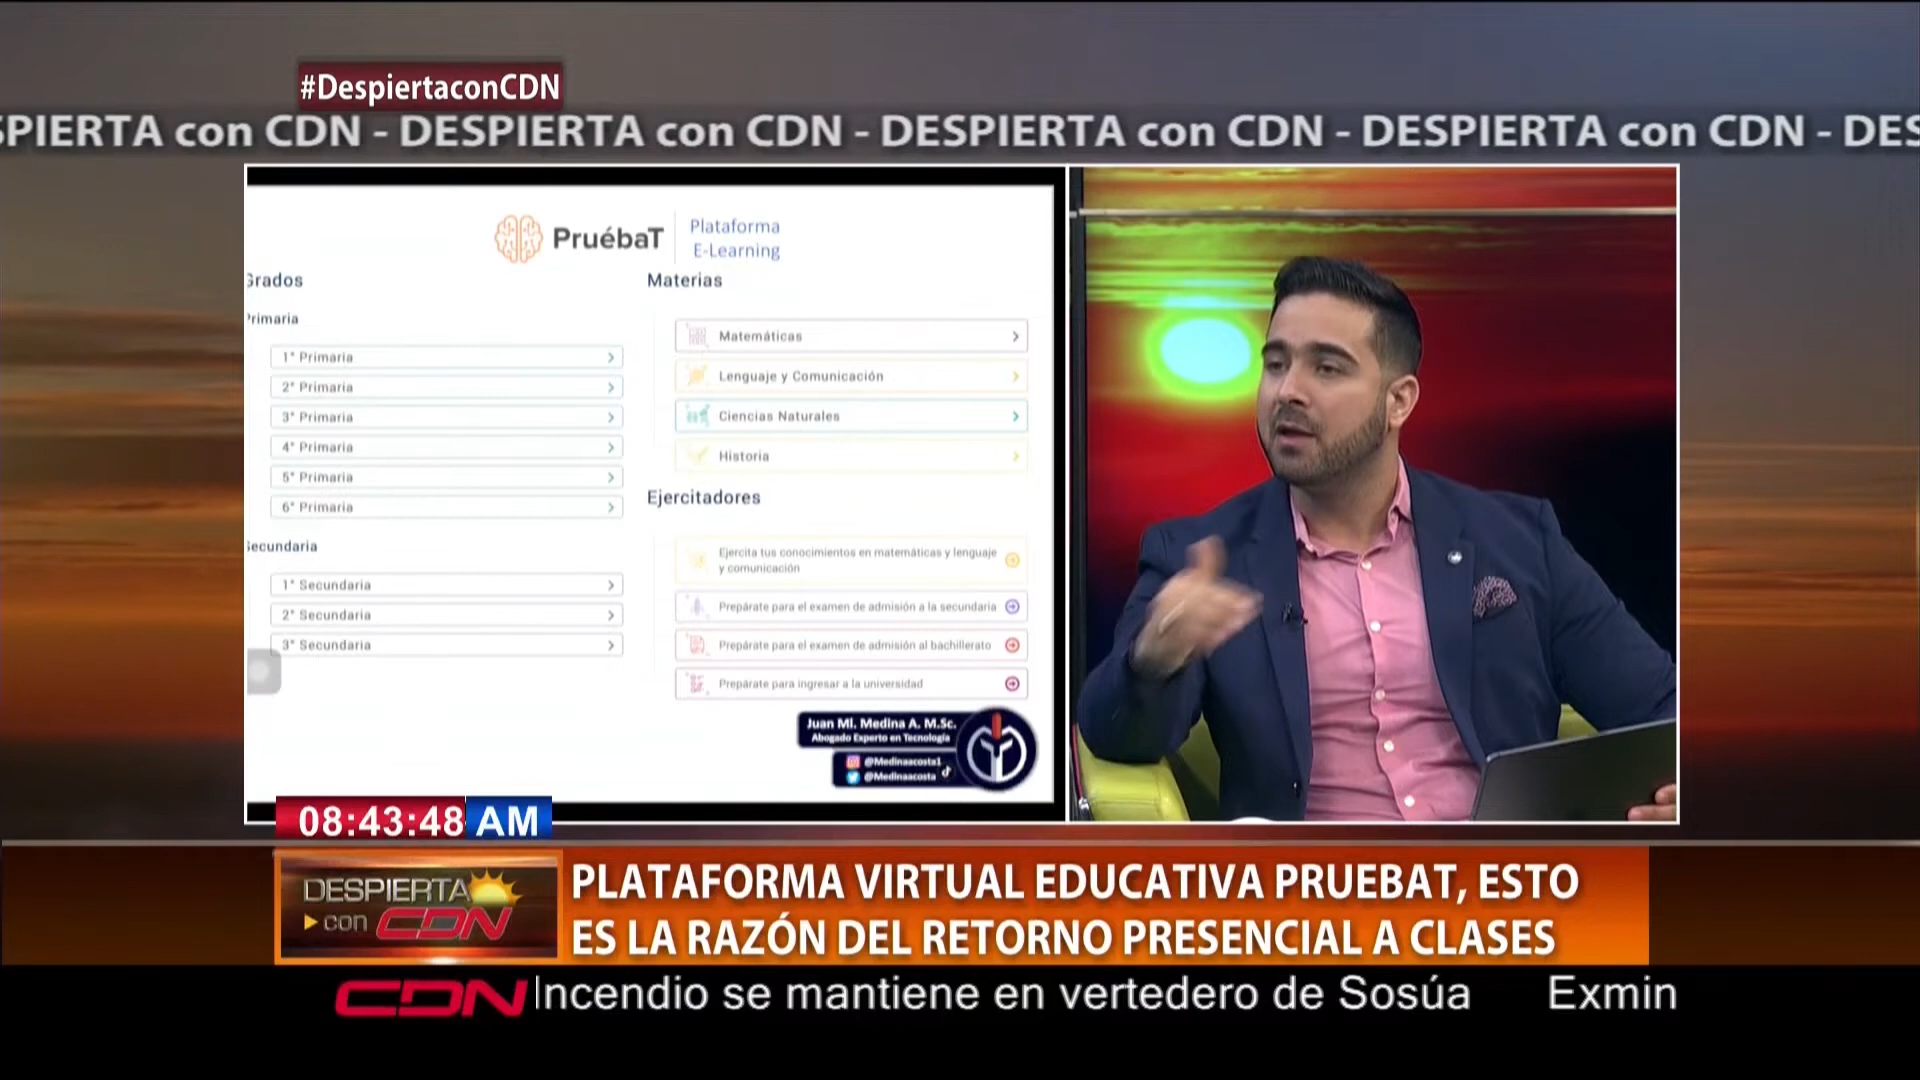 #DespiertaconCDN
SPIERTA con CDN - DESPIERTA con CDN - DESPIERTA con CDN - DESPIERTA con CDN - DES
PruébaT
Plataforma
E-Learning
Grados
Primaria
1° Primaria
2° Primaria
3° Primaria
4° Primaria
5° Primaria
6° Primaria
Secundaria
1° Secundaria
2° Secundaria
3° Secundaria
Materias
Matemáticas
Lenguaje y Comunicación
Ciencias Naturales
Historia
Ejercitadores
Ejercita tus conocimientos en matemáticas y lenguaje
y comunicación
Prepárate para el examen de admisión a la secundaria
Prepárate para el examen de admisión al bachillerato
Prepárate para ingresar a la universidad
Juan Ml. Medina A. M.Sc.
Abogado Experto en Tecnología
@Medinaacosta1
@Medinaacosta
08:43:48 AM
DESPIERTA
con CDN
PLATAFORMA VIRTUAL EDUCATIVA PRUEBAT, ESTO
ES LA RAZÓN DEL RETORNO PRESENCIAL A CLASES
CDN Incendio se mantiene en vertedero de Sosúa Exmin